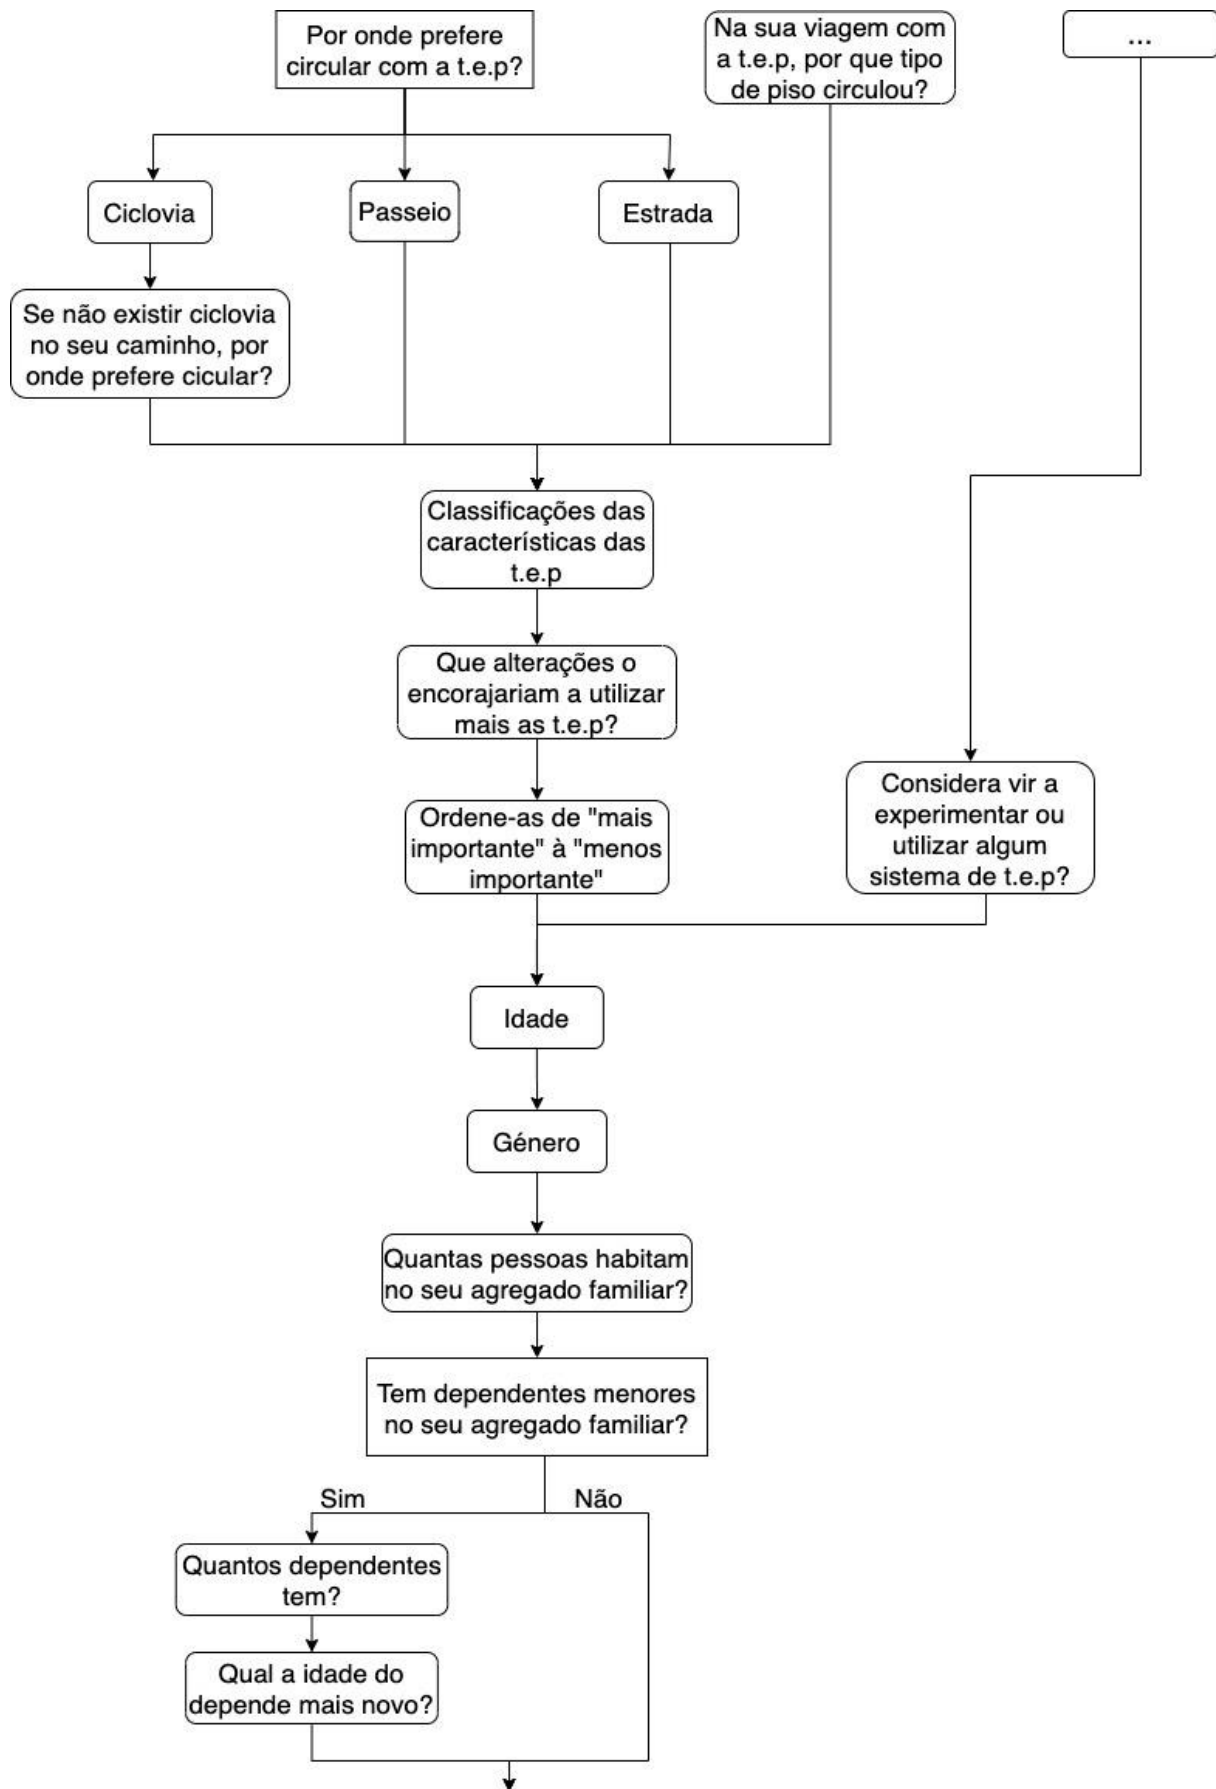 Por onde prefere
circular com a t.e.p?
Na sua viagem com
a t.e.p, por que tipo
de piso circulou?
...
Ciclovia
Passeio
Estrada
Se não existir ciclovia
no seu caminho, por
onde prefere cicular?
Classificações das
características das
t.e.p
Que alterações o
encorajariam a utilizar
mais as t.e.p?
Ordene-as de "mais
importante" à "menos
importante"
Considera vir a
experimentar ou
utilizar algum
sistema de t.e.p?
Idade
Género
Quantas pessoas habitam
no seu agregado familiar?
Tem dependentes menores
no seu agregado familiar?
Sim
Não
Quantos dependentes
tem?
Qual a idade do
depende mais novo?